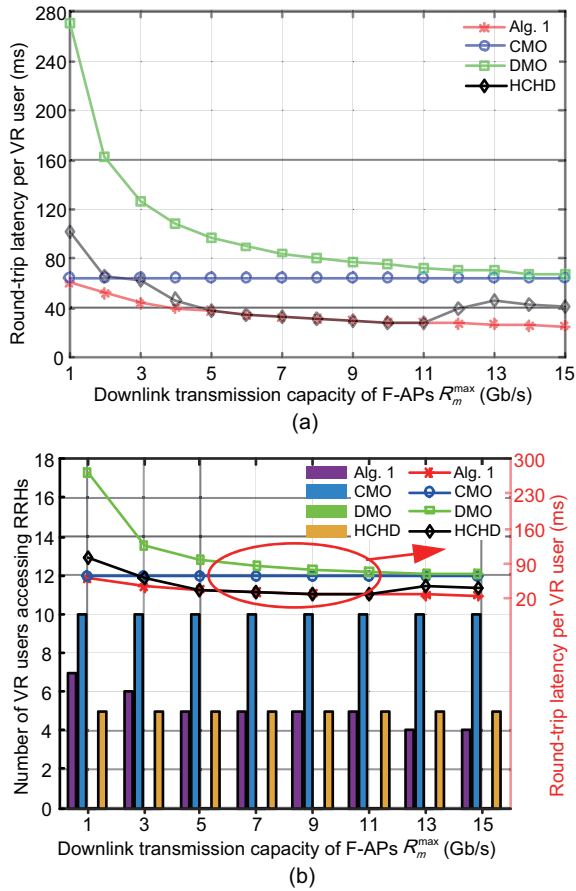 280
240
200
160
120
80
40
0
Round-trip latency per VR user (ms)
Alg. 1
CMO
DMO
HCHD
1 3 5 7 9 11 13 15
Downlink transmission capacity of F-APs R_m^max (Gb/s)
(a)
18
16
14
12
10
8
6
4
2
0
Number of VR users accessing RRHs
Alg. 1 Alg. 1
CMO CMO
DMO DMO
HCHD HCHD
300
230
160
90
20
Round-trip latency per VR user (ms)
1 3 5 7 9 11 13 15
Downlink transmission capacity of F-APs R_m^max (Gb/s)
(b)